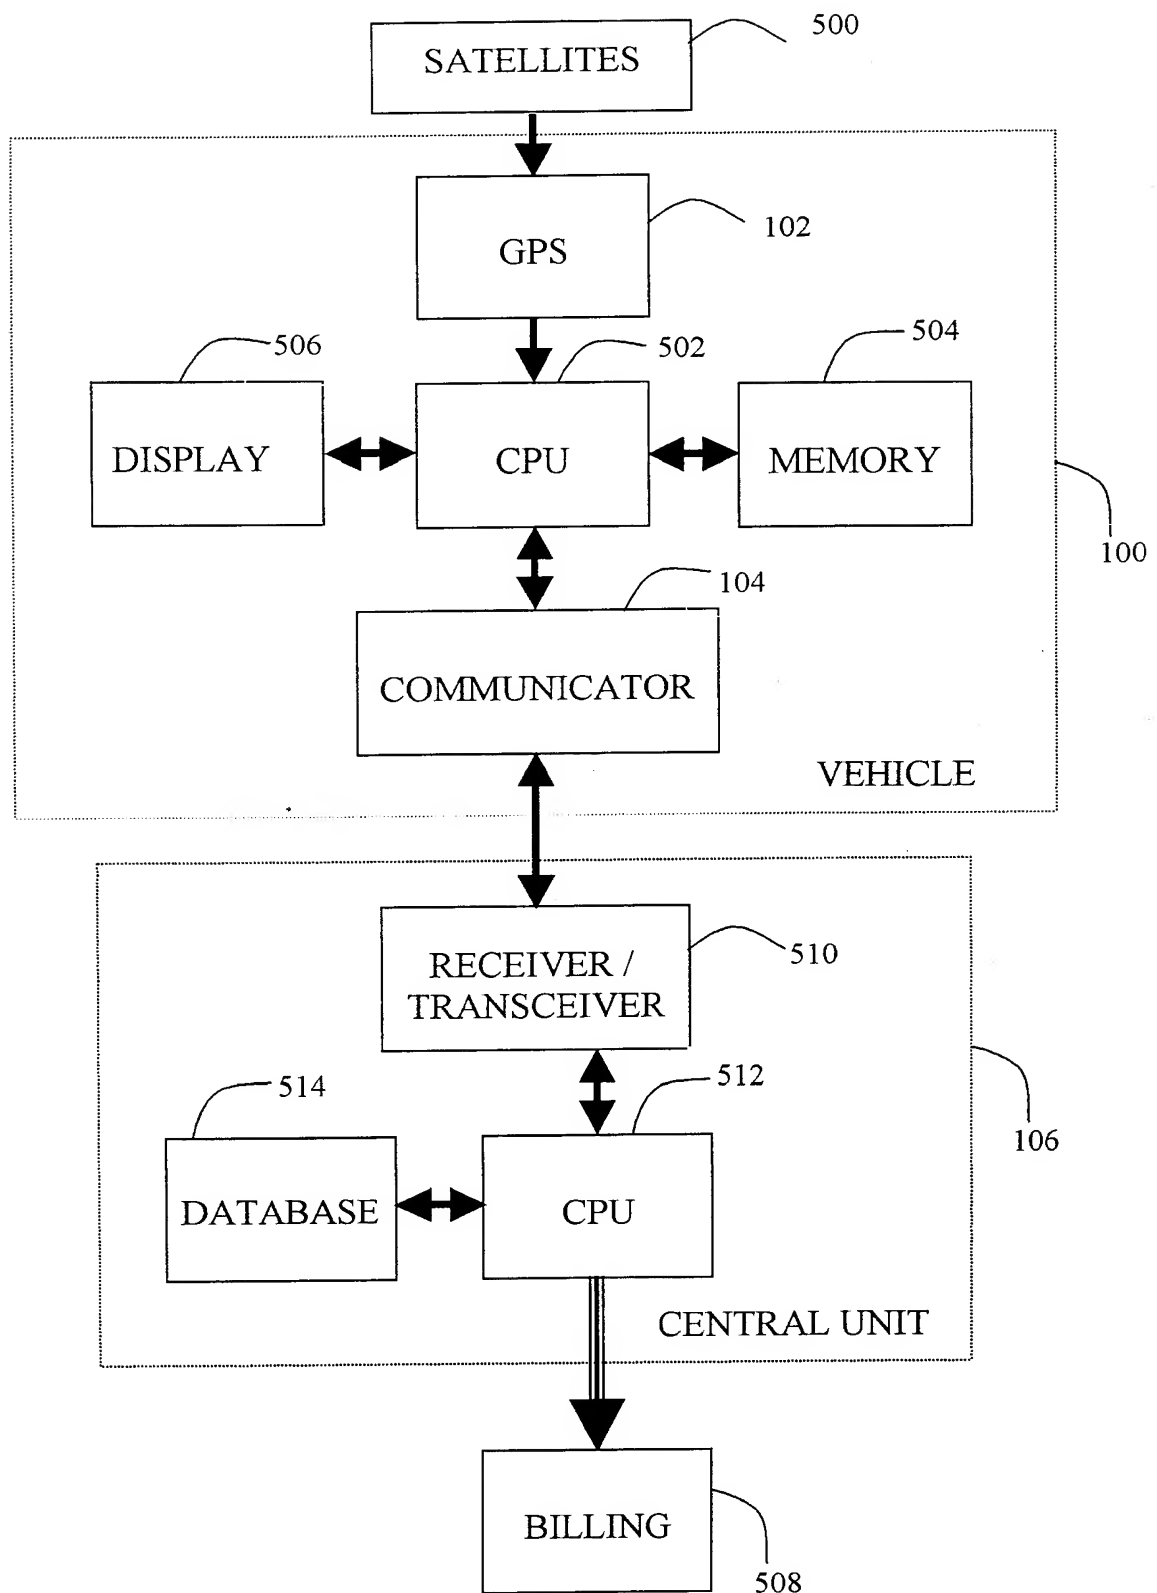 500
SATELLITES
102
GPS
506
502
504
DISPLAY
CPU
MEMORY
100
104
COMMUNICATOR
VEHICLE
510
RECEIVER /
TRANSCEIVER
512
514
106
DATABASE
CPU
CENTRAL UNIT
BILLING
508